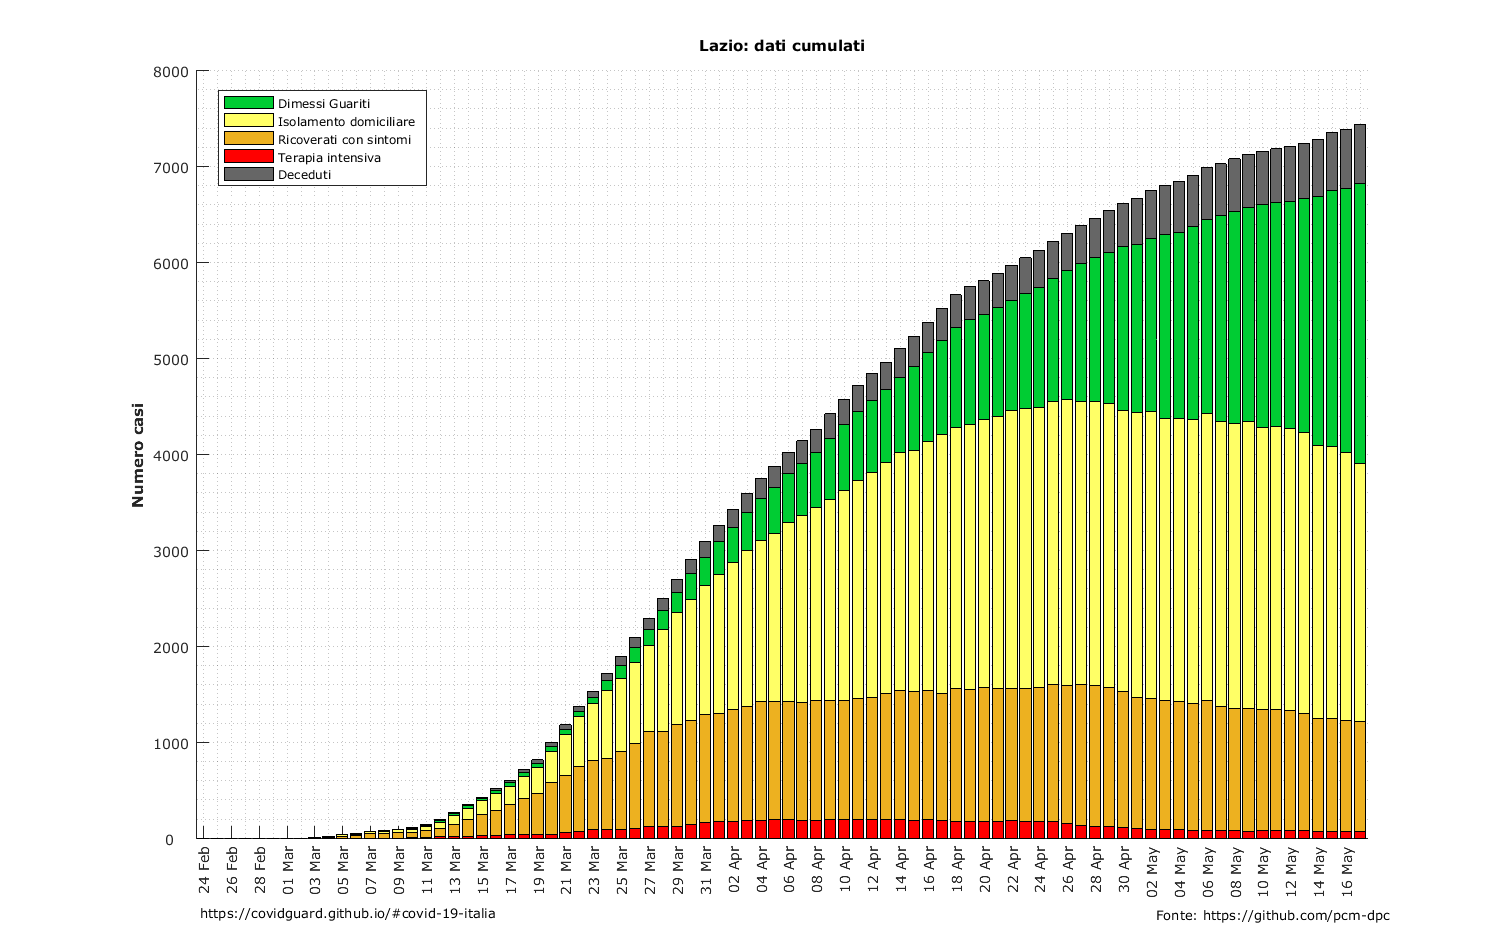 Lazio: dati cumulati
8000
7000
6000
5000
4000
3000
2000
1000
0
Numero casi
Dimessi Guariti
Isolamento domiciliare
Ricoverati con sintomi
Terapia intensiva
Deceduti
24 Feb
26 Feb
28 Feb
01 Mar
03 Mar
05 Mar
07 Mar
09 Mar
11 Mar
13 Mar
15 Mar
17 Mar
19 Mar
21 Mar
23 Mar
25 Mar
27 Mar
29 Mar
31 Mar
02 Apr
04 Apr
06 Apr
08 Apr
10 Apr
12 Apr
14 Apr
16 Apr
18 Apr
20 Apr
22 Apr
24 Apr
26 Apr
28 Apr
30 Apr
02 May
04 May
06 May
08 May
10 May
12 May
14 May
16 May
https://covidguard.github.io/#covid-19-italia
Fonte: https://github.com/pcm-dpc